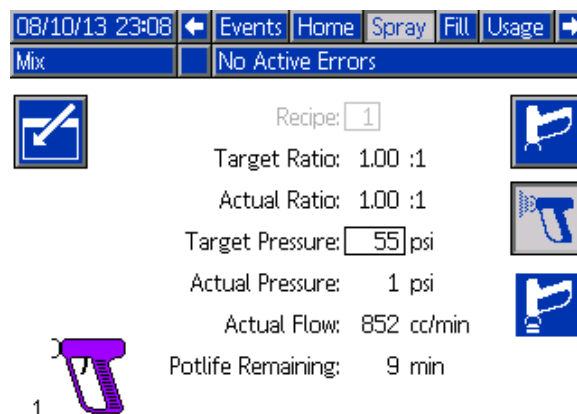 08/10/13 23:08 Events Home Spray Fill Usage
Mix No Active Errors
Recipe: 1
Target Ratio: 1.00 :1
Actual Ratio: 1.00 :1
Target Pressure: 55 psi
Actual Pressure: 1 psi
Actual Flow: 852 cc/min
Potlife Remaining: 9 min
1